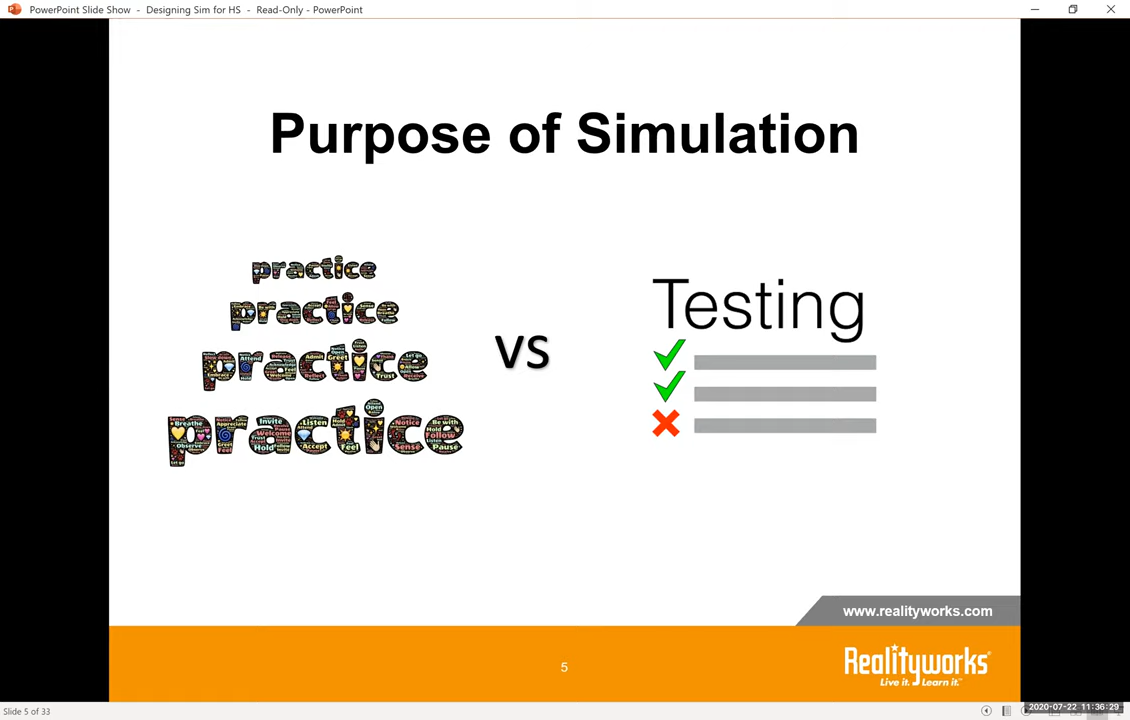 PowerPoint Slide Show - Designing Sim for HS - Read-Only - PowerPoint
Purpose of Simulation
practice
practice
practice
practice
vs
Testing
www.realityworks.com
5
Realityworks
Live it. Learn it.
Slide 5 of 33
2020-07-22 11:36:29